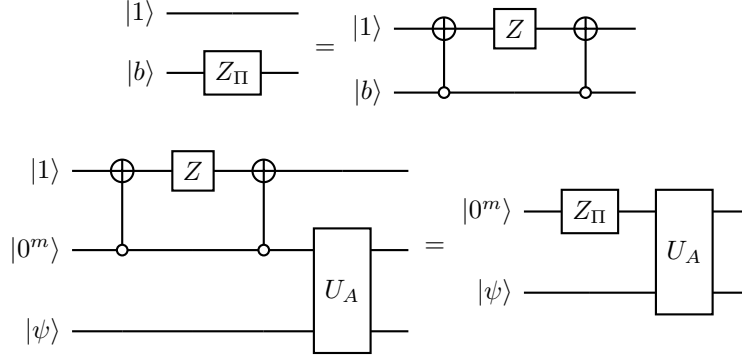 |1⟩
|b⟩ Z_Π
=
|1⟩ Z
|b⟩
|1⟩ Z
|0^m⟩
U_A
|ψ⟩
=
|0^m⟩ Z_Π
U_A
|ψ⟩